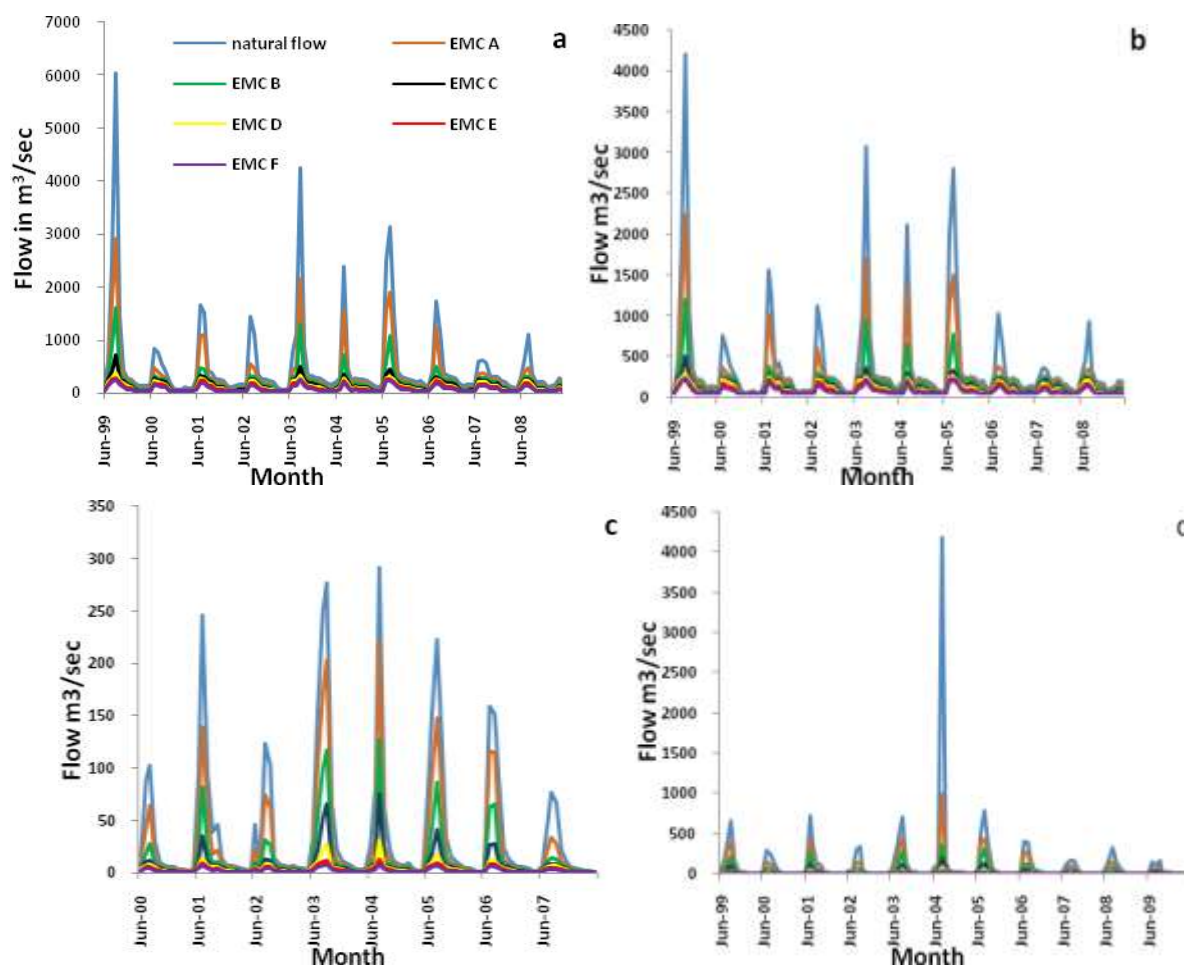 7000
6000
5000
4000
3000
2000
1000
0
Flow in m³/sec
natural flow
EMC A
EMC B
EMC C
EMC D
EMC E
EMC F
a
Jun-99
Jun-00
Jun-01
Jun-02
Jun-03
Jun-04
Jun-05
Jun-06
Jun-07
Jun-08
Month
b
4500
4000
3500
3000
2500
2000
1500
1000
500
0
Flow m3/sec
Jun-99
Jun-00
Jun-01
Jun-02
Jun-03
Jun-04
Jun-05
Jun-06
Jun-07
Jun-08
Month
c
350
300
250
200
150
100
50
0
Flow m3/sec
Jun-00
Jun-01
Jun-02
Jun-03
Jun-04
Jun-05
Jun-06
Jun-07
Month
4500
4000
3500
3000
2500
2000
1500
1000
500
0
Flow m3/sec
Jun-99
Jun-00
Jun-01
Jun-02
Jun-03
Jun-04
Jun-05
Jun-06
Jun-07
Jun-08
Jun-09
Month